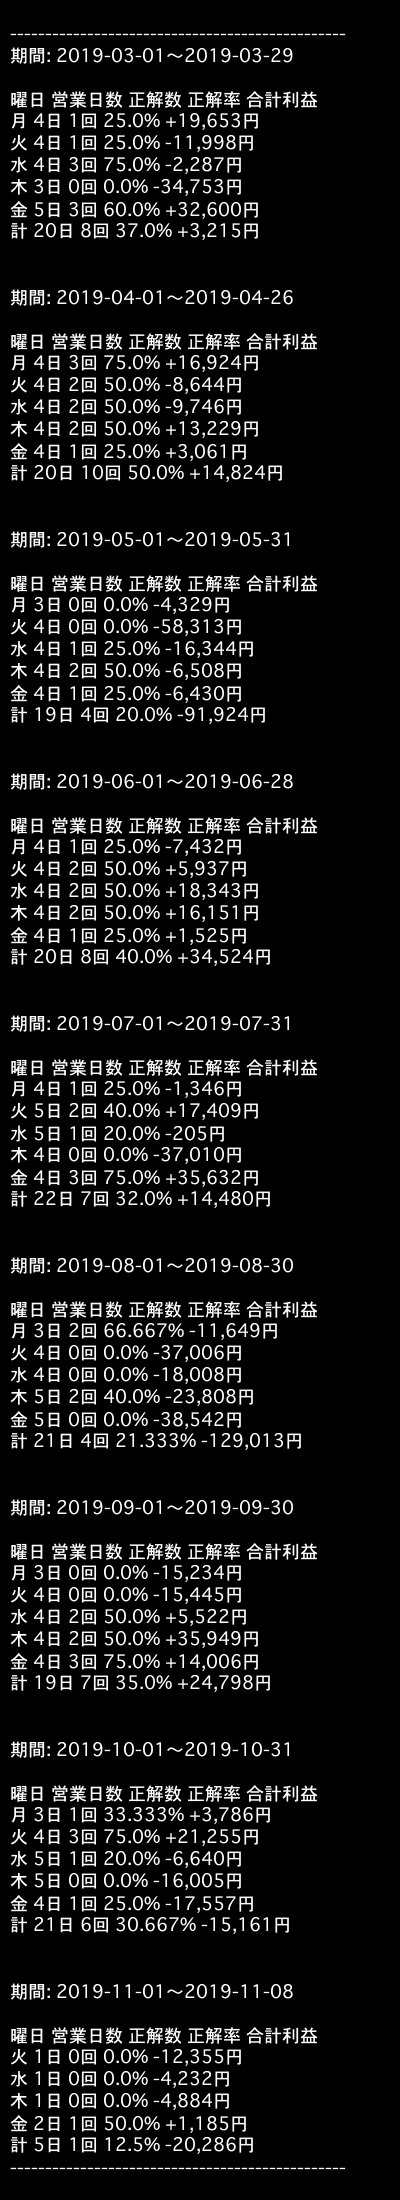 ------------------------------------------------
期間: 2019-03-01〜2019-03-29
曜日 営業日数 正解数 正解率 合計利益
月 4日 1回 25.0% +19,653円
火 4日 1回 25.0% -11,998円
水 4日 3回 75.0% -2,287円
木 3日 0回 0.0% -34,753円
金 5日 3回 60.0% +32,600円
計 20日 8回 37.0% +3,215円
期間: 2019-04-01〜2019-04-26
曜日 営業日数 正解数 正解率 合計利益
月 4日 3回 75.0% +16,924円
火 4日 2回 50.0% -8,644円
水 4日 2回 50.0% -9,746円
木 4日 2回 50.0% +13,229円
金 4日 1回 25.0% +3,061円
計 20日 10回 50.0% +14,824円
期間: 2019-05-01〜2019-05-31
曜日 営業日数 正解数 正解率 合計利益
月 3日 0回 0.0% -4,329円
火 4日 0回 0.0% -58,313円
水 4日 1回 25.0% -16,344円
木 4日 2回 50.0% -6,508円
金 4日 1回 25.0% -6,430円
計 19日 4回 20.0% -91,924円
期間: 2019-06-01〜2019-06-28
曜日 営業日数 正解数 正解率 合計利益
月 4日 1回 25.0% -7,432円
火 4日 2回 50.0% +5,937円
水 4日 2回 50.0% +18,343円
木 4日 2回 50.0% +16,151円
金 4日 1回 25.0% +1,525円
計 20日 8回 40.0% +34,524円
期間: 2019-07-01〜2019-07-31
曜日 営業日数 正解数 正解率 合計利益
月 4日 1回 25.0% -1,346円
火 5日 2回 40.0% +17,409円
水 5日 1回 20.0% -205円
木 4日 0回 0.0% -37,010円
金 4日 3回 75.0% +35,632円
計 22日 7回 32.0% +14,480円
期間: 2019-08-01〜2019-08-30
曜日 営業日数 正解数 正解率 合計利益
月 3日 2回 66.667% -11,649円
火 4日 0回 0.0% -37,006円
水 4日 0回 0.0% -18,008円
木 5日 2回 40.0% -23,808円
金 5日 0回 0.0% -38,542円
計 21日 4回 21.333% -129,013円
期間: 2019-09-01〜2019-09-30
曜日 営業日数 正解数 正解率 合計利益
月 3日 0回 0.0% -15,234円
火 4日 0回 0.0% -15,445円
水 4日 2回 50.0% +5,522円
木 4日 2回 50.0% +35,949円
金 4日 3回 75.0% +14,006円
計 19日 7回 35.0% +24,798円
期間: 2019-10-01〜2019-10-31
曜日 営業日数 正解数 正解率 合計利益
月 3日 1回 33.333% +3,786円
火 4日 3回 75.0% +21,255円
水 5日 1回 20.0% -6,640円
木 5日 0回 0.0% -16,005円
金 4日 1回 25.0% -17,557円
計 21日 6回 30.667% -15,161円
期間: 2019-11-01〜2019-11-08
曜日 営業日数 正解数 正解率 合計利益
火 1日 0回 0.0% -12,355円
水 1日 0回 0.0% -4,232円
木 1日 0回 0.0% -4,884円
金 2日 1回 50.0% +1,185円
計 5日 1回 12.5% -20,286円
------------------------------------------------